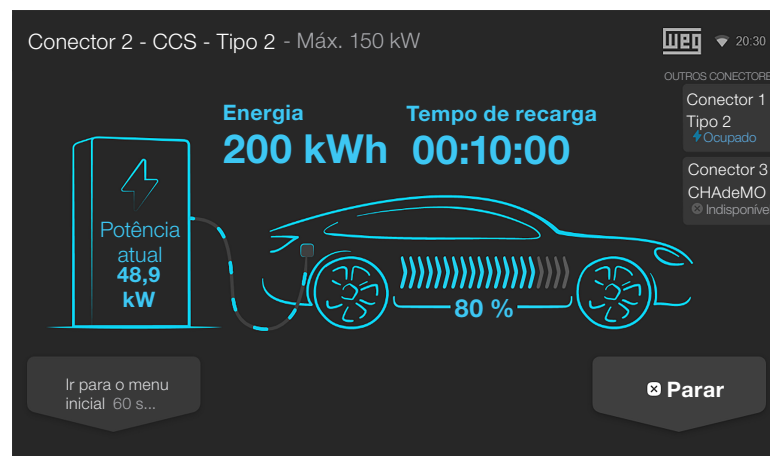 Conector 2 - CCS - Tipo 2 - Máx. 150 kW
WEG
20:30
OUTROS CONECTORE
Conector 1
Tipo 2
Ocupado
Conector 3
CHAdeMO
Indisponíve
Energia
200 kWh
Tempo de recarga
00:10:00
Potência
atual
48,9
kW
80 %
Ir para o menu
inicial 60 s...
Parar